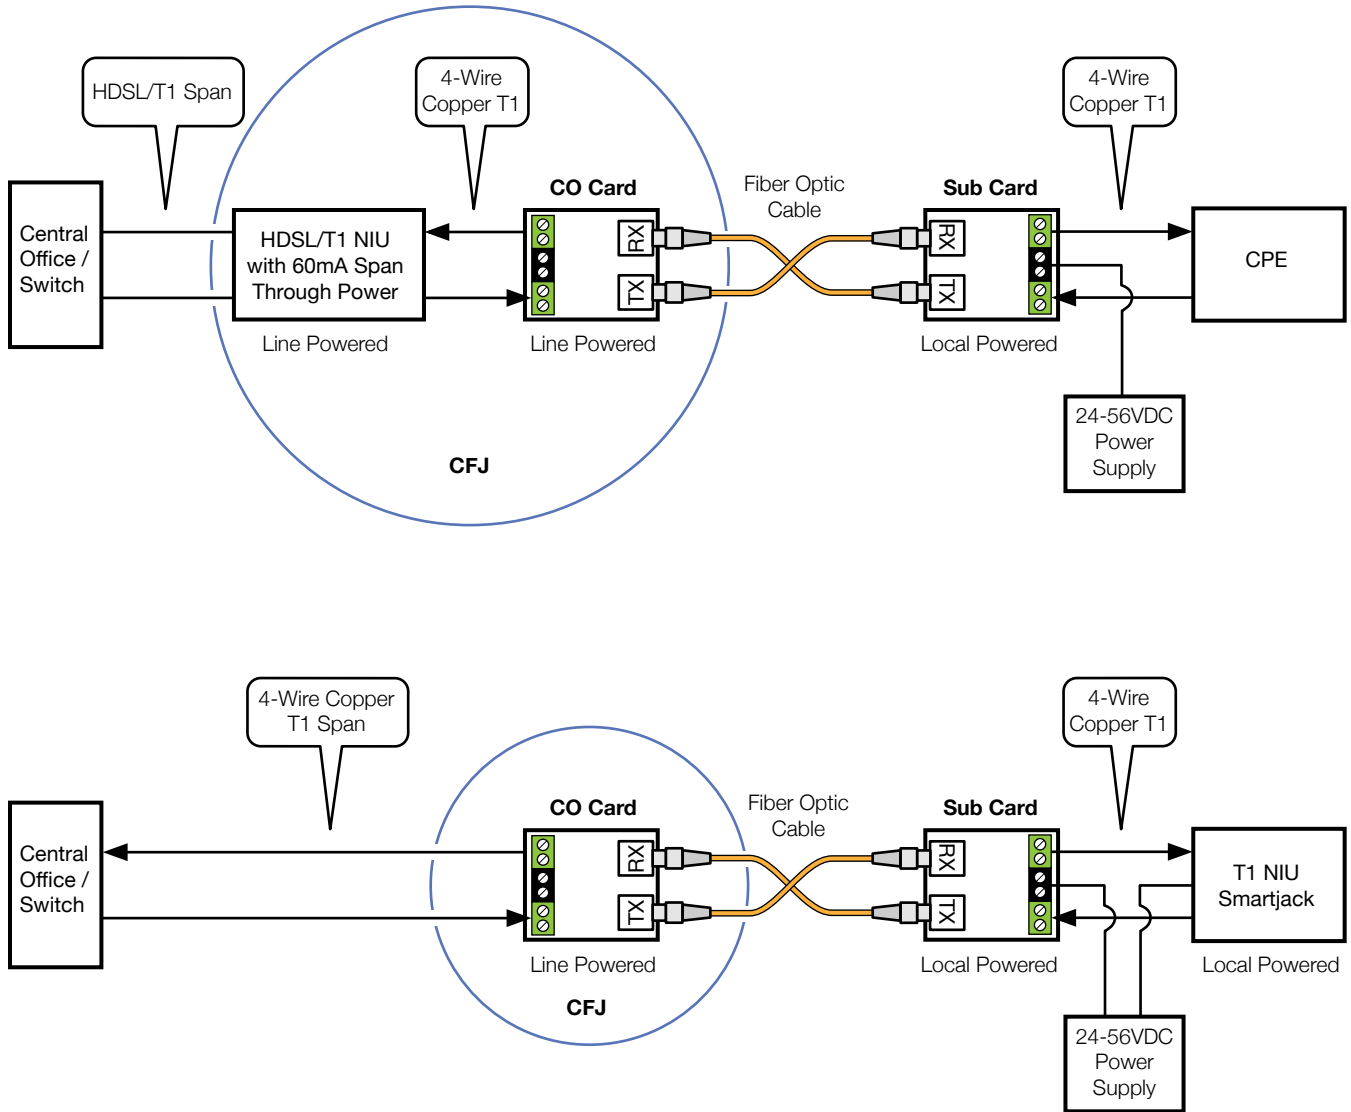 HDSL/T1 Span
4-Wire
Copper T1
4-Wire
Copper T1
CO Card
Fiber Optic
Cable
Sub Card
Central
Office /
Switch
HDSL/T1 NIU
with 60mA Span
Through Power
RX
TX
RX
TX
CPE
Line Powered
Line Powered
Local Powered
24-56VDC
Power
Supply
CFJ
4-Wire Copper
T1 Span
4-Wire
Copper T1
CO Card
Fiber Optic
Cable
Sub Card
Central
Office /
Switch
RX
TX
RX
TX
T1 NIU
Smartjack
Line Powered
Local Powered
Local Powered
CFJ
24-56VDC
Power
Supply